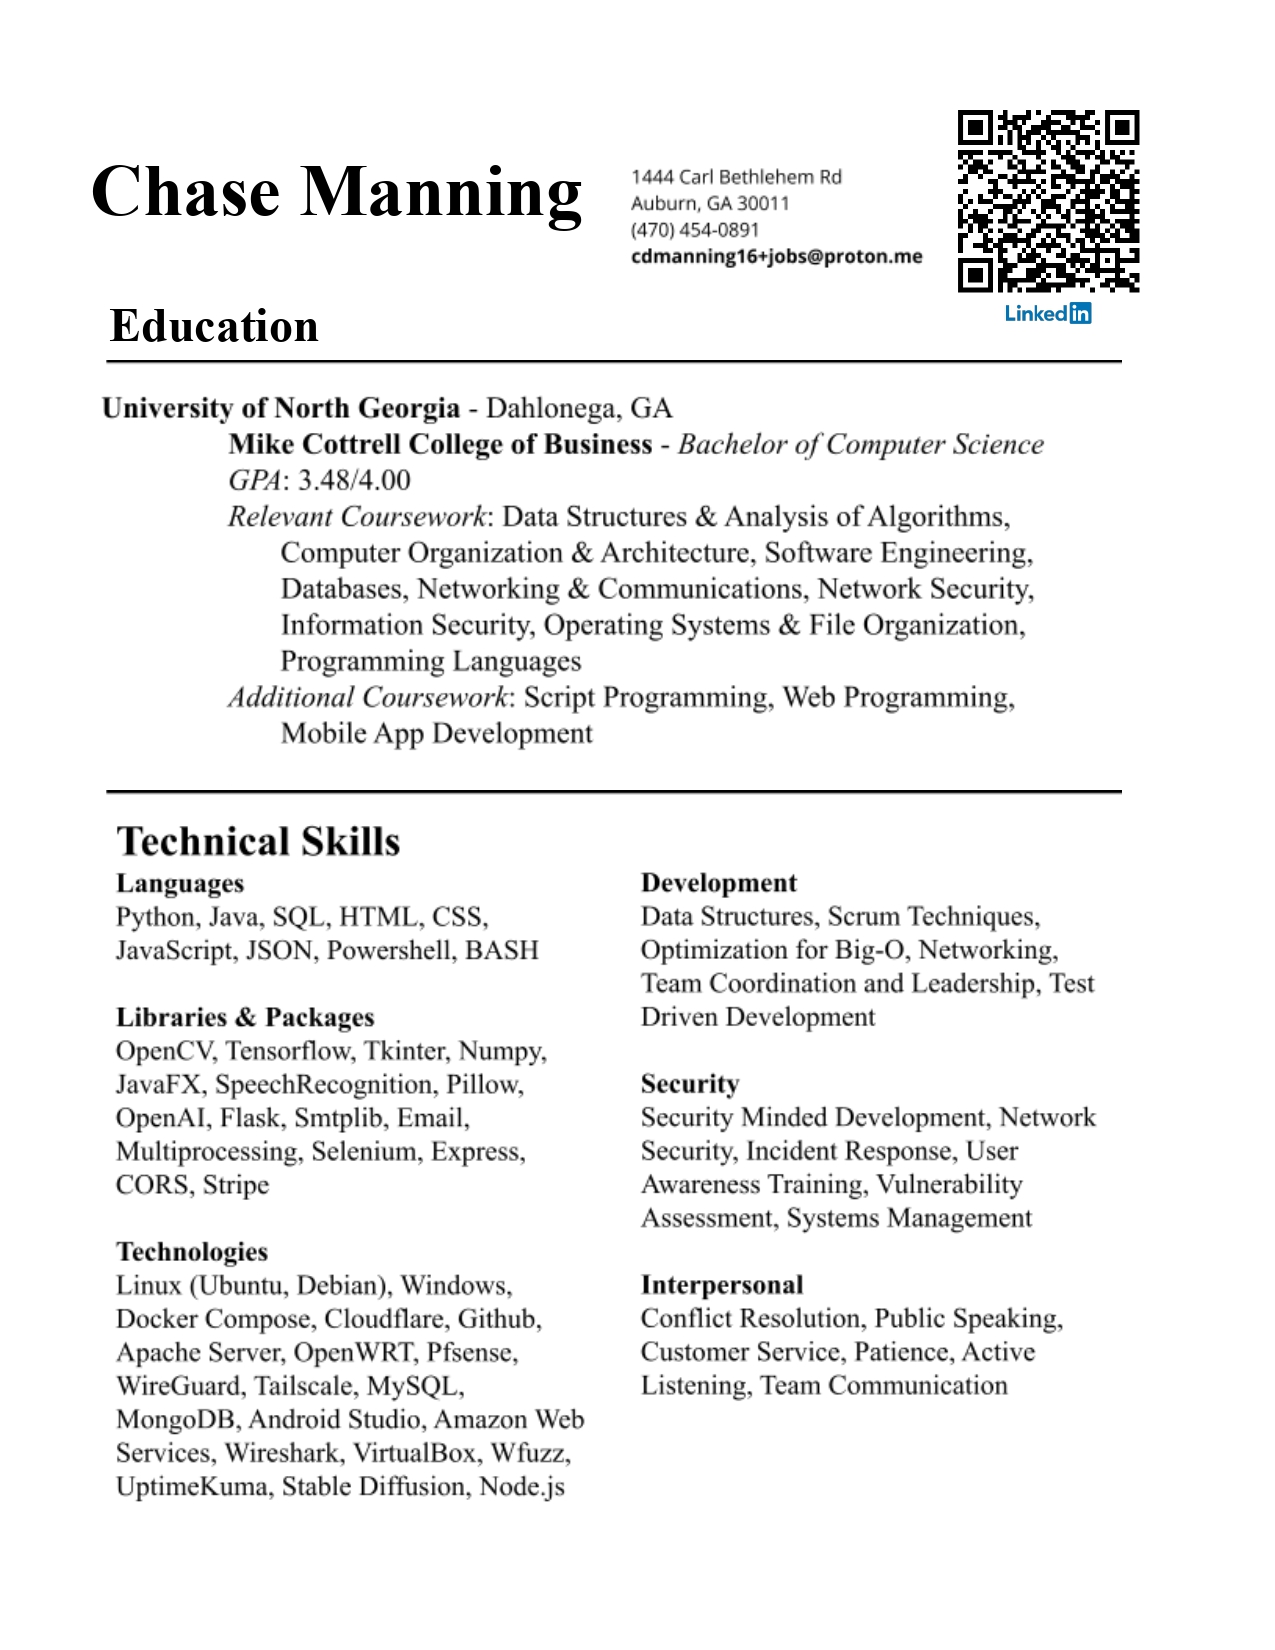 Chase Manning
1444 Carl Bethlehem Rd
Auburn, GA 30011
(470) 454-0891
cdmanning16+jobs@proton.me
LinkedIn
Education
University of North Georgia - Dahlonega, GA
Mike Cottrell College of Business - Bachelor of Computer Science
GPA: 3.48/4.00
Relevant Coursework: Data Structures & Analysis of Algorithms,
Computer Organization & Architecture, Software Engineering,
Databases, Networking & Communications, Network Security,
Information Security, Operating Systems & File Organization,
Programming Languages
Additional Coursework: Script Programming, Web Programming,
Mobile App Development
Technical Skills
Languages
Python, Java, SQL, HTML, CSS,
JavaScript, JSON, Powershell, BASH
Libraries & Packages
OpenCV, Tensorflow, Tkinter, Numpy,
JavaFX, SpeechRecognition, Pillow,
OpenAI, Flask, Smtplib, Email,
Multiprocessing, Selenium, Express,
CORS, Stripe
Technologies
Linux (Ubuntu, Debian), Windows,
Docker Compose, Cloudflare, Github,
Apache Server, OpenWRT, Pfsense,
WireGuard, Tailscale, MySQL,
MongoDB, Android Studio, Amazon Web
Services, Wireshark, VirtualBox, Wfuzz,
UptimeKuma, Stable Diffusion, Node.js
Development
Data Structures, Scrum Techniques,
Optimization for Big-O, Networking,
Team Coordination and Leadership, Test
Driven Development
Security
Security Minded Development, Network
Security, Incident Response, User
Awareness Training, Vulnerability
Assessment, Systems Management
Interpersonal
Conflict Resolution, Public Speaking,
Customer Service, Patience, Active
Listening, Team Communication